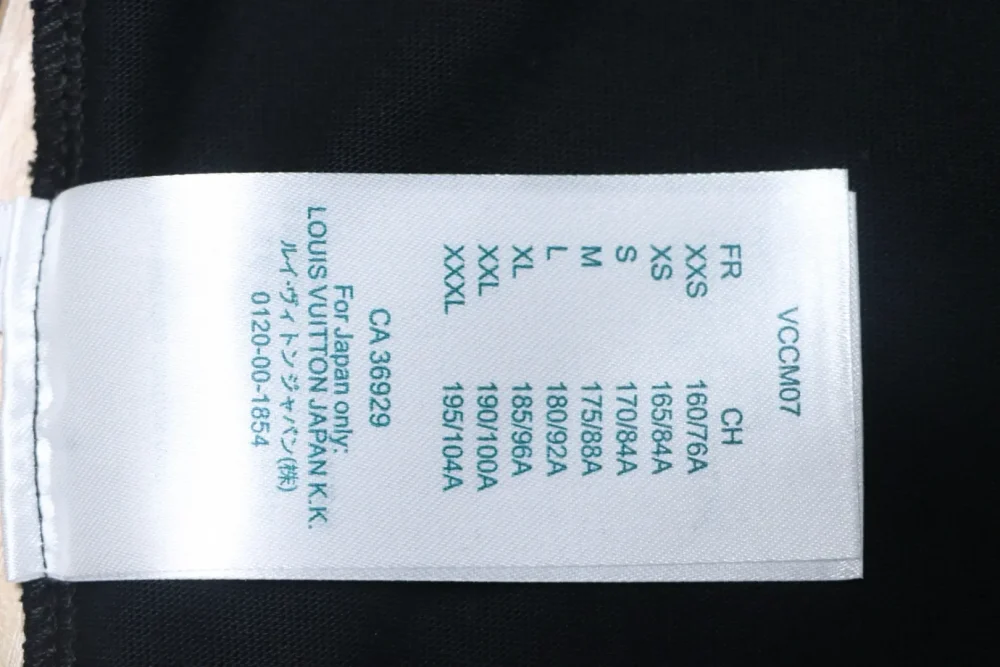 VCCM07
FR CH
XXS 160/76A
XS 165/84A
S 170/84A
M 175/88A
L 180/92A
XL 185/96A
XXL 190/100A
XXXL 195/104A
CA 36929
For Japan only:
LOUIS VUITTON JAPAN K.K.
ルイ・ヴィトンジャパン(株)
0120-00-1854